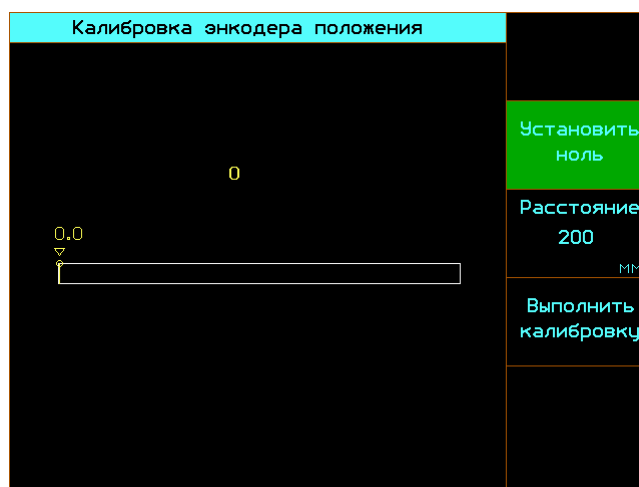 Калибровка энкодера положения
Установить
ноль
0
Расстояние
200
мм
0.0
Выполнить
калибровку